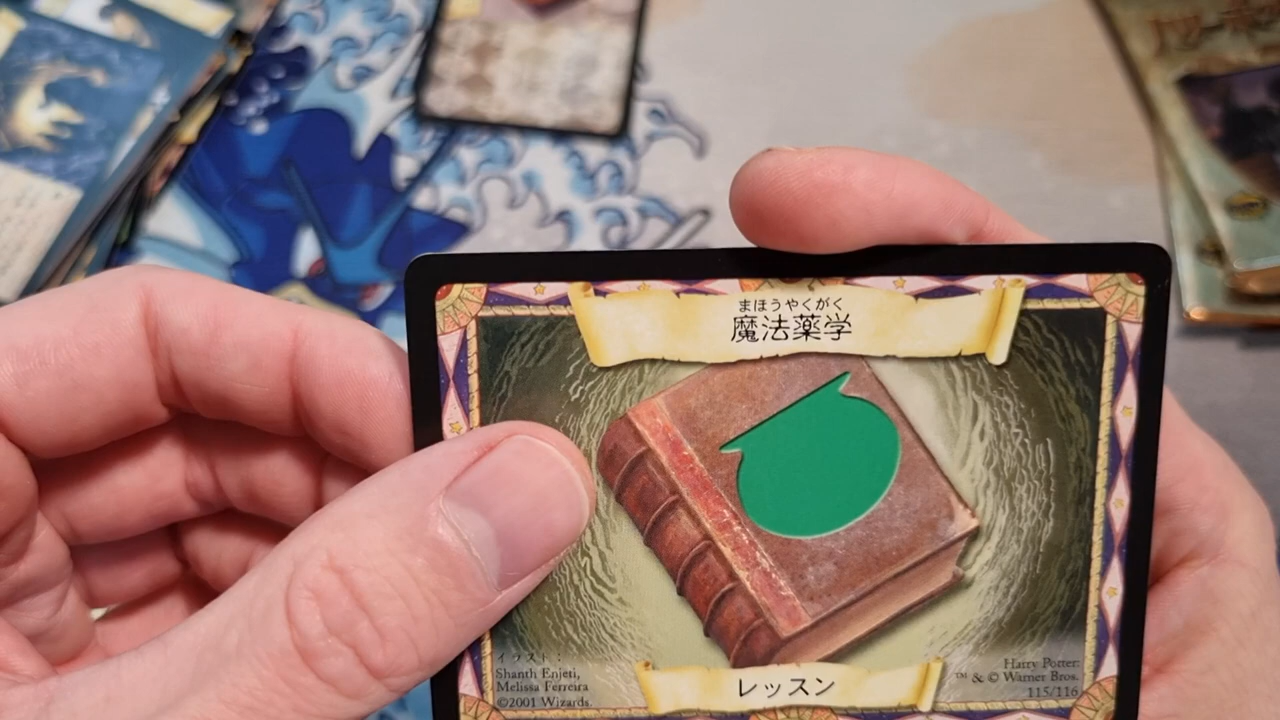 まほうやくがく
魔法薬学
イラスト:
Shanth Enjeti,
Melissa Ferreira
©2001 Wizards.
レッスン
Harry Potter:
™ & © Warner Bros.
115/116